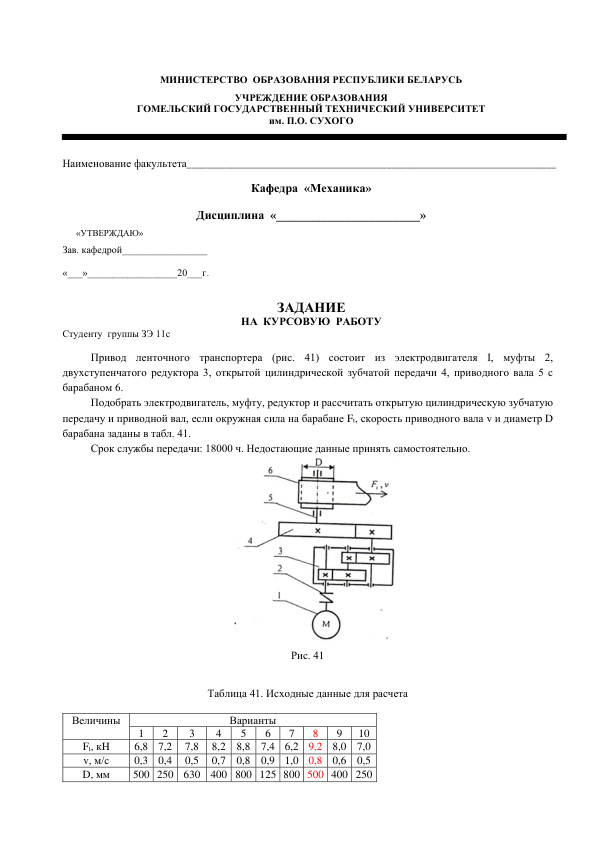 МИНИСТЕРСТВО ОБРАЗОВАНИЯ РЕСПУБЛИКИ БЕЛАРУСЬ
УЧРЕЖДЕНИЕ ОБРАЗОВАНИЯ
ГОМЕЛЬСКИЙ ГОСУДАРСТВЕННЫЙ ТЕХНИЧЕСКИЙ УНИВЕРСИТЕТ
им. П.О. СУХОГО
Наименование факультета____________________
Кафедра «Механика»
Дисциплина «________________________»
«УТВЕРЖДАЮ»
Зав. кафедрой_________________
«___»__________________20___г.
ЗАДАНИЕ
НА КУРСОВУЮ РАБОТУ
Студенту группы ЗЭ 11с
Привод ленточного транспортера (рис. 41) состоит из электродвигателя I, муфты 2,
двухступенчатого редуктора 3, открытой цилиндрической зубчатой передачи 4, приводного вала 5 с
барабаном 6.
Подобрать электродвигатель, муфту, редуктор и рассчитать открытую цилиндрическую зубчатую
передачу и приводной вал, если окружная сила на барабане Ft, скорость приводного вала v и диаметр D
барабана заданы в табл. 41.
Срок службы передачи: 18000 ч. Недостающие данные принять самостоятельно.
D
6
Ft, v
5
4
3
2
1
М
Рис. 41
Таблица 41. Исходные данные для расчета
Величины Варианты
1 2 3 4 5 6 7 8 9 10
Ft, кН 6,8 7,2 7,8 8,2 8,8 7,4 6,2 9,2 8,0 7,0
v, м/с 0,3 0,4 0,5 0,7 0,8 0,9 1,0 0,8 0,6 0,5
D, мм 500 250 630 400 800 125 800 500 400 250